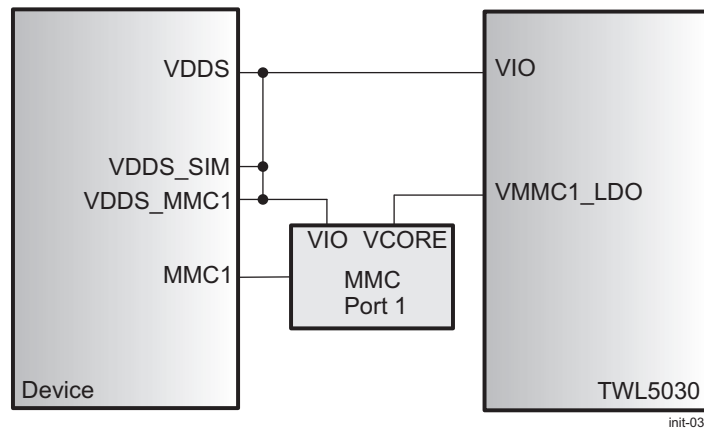 VDDS
VIO
VDDS_SIM
VDDS_MMC1
VMMC1_LDO
VIO VCORE
MMC1
MMC
Port 1
Device
TWL5030
init-03